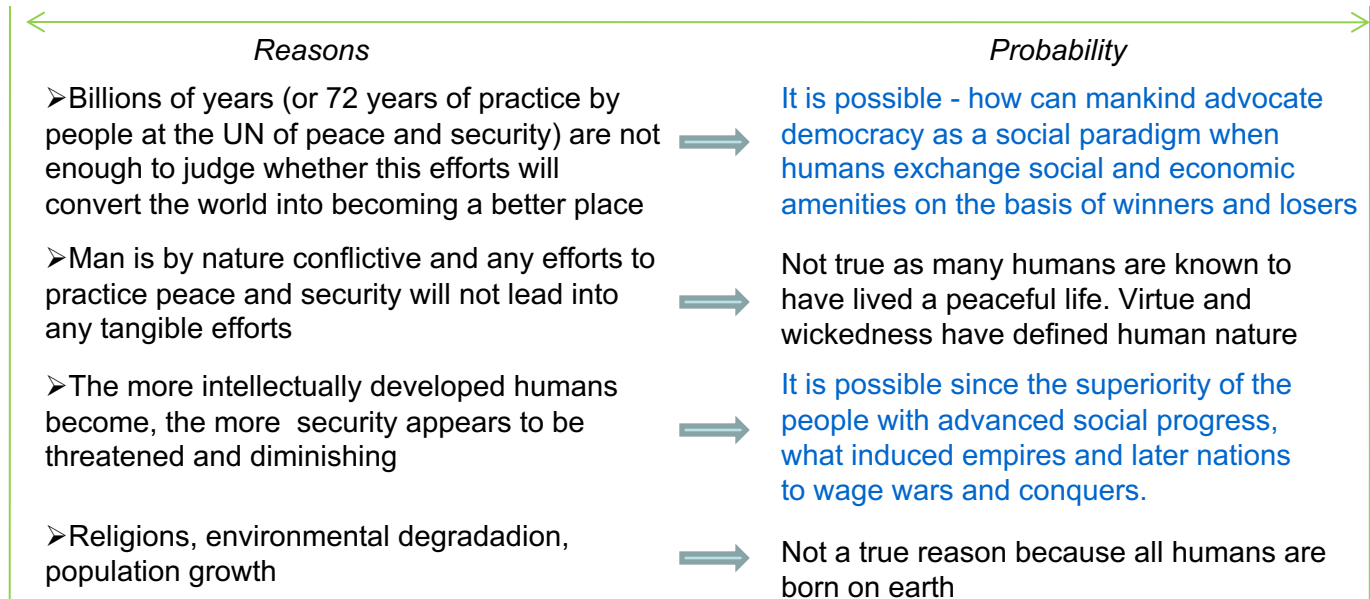 Reasons
Probability
➢Billions of years (or 72 years of practice by
people at the UN of peace and security) are not
enough to judge whether this efforts will
convert the world into becoming a better place
It is possible - how can mankind advocate
democracy as a social paradigm when
humans exchange social and economic
amenities on the basis of winners and losers
➢Man is by nature conflictive and any efforts to
practice peace and security will not lead into
any tangible efforts
Not true as many humans are known to
have lived a peaceful life. Virtue and
wickedness have defined human nature
➢The more intellectually developed humans
become, the more  security appears to be
threatened and diminishing
It is possible since the superiority of the
people with advanced social progress,
what induced empires and later nations
to wage wars and conquers.
➢Religions, environmental degradadion,
population growth
Not a true reason because all humans are
born on earth